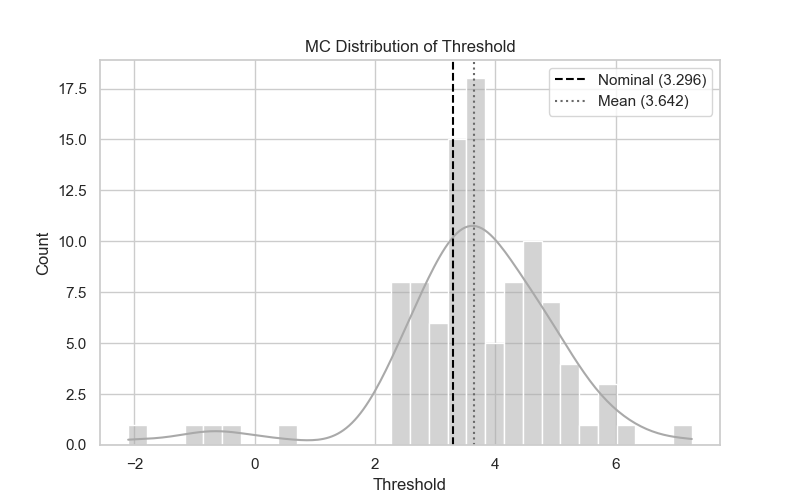 MC Distribution of Threshold
Nominal (3.296)
Mean (3.642)
17.5
15.0
12.5
10.0
7.5
5.0
2.5
0.0
Count
−2 0 2 4 6
Threshold